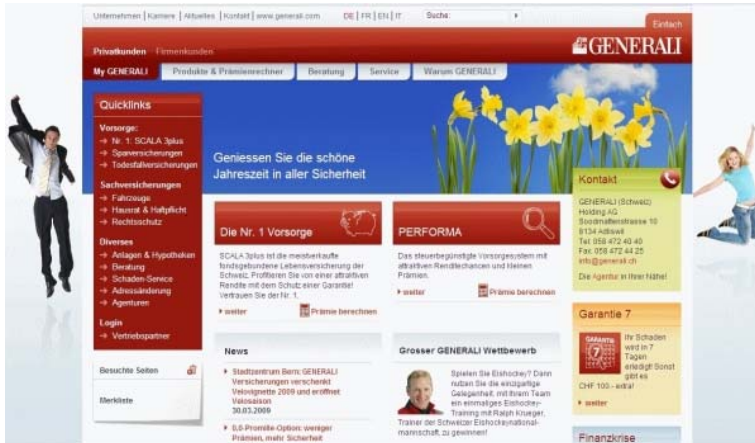 Unternehmen | Karriere | Aktuelles | Kontakt | www.generali.com DE | FR | EN | IT Suche:
Einfach
Privatkunden Firmenkunden
GENERALI
My GENERALI Produkte & Prämienrechner Beratung Service Warum GENERALI
Quicklinks
Vorsorge:
Nr. 1: SCALA 3plus
Sparversicherungen
Todesfallversicherungen
Sachversicherungen
Fahrzeuge
Hausrat & Haftpflicht
Rechtsschutz
Diverses
Anlagen & Hypotheken
Beratung
Schaden-Service
Adressänderung
Agenturen
Login
Vertriebspartner
Besuchte Seiten
Merkliste
Geniessen Sie die schöne
Jahreszeit in aller Sicherheit
Die Nr. 1 Vorsorge
SCALA 3plus ist die meistverkaufte
fondsgebundene Lebensversicherung der
Schweiz. Profitieren Sie von einer attraktiven
Rendite mit dem Schutz einer Garantie!
Vertrauen Sie der Nr. 1.
weiter Prämie berechnen
PERFORMA
Das steuerbegünstigte Vorsorgesystem mit
attraktiven Renditechancen und kleinen
Prämien.
weiter Prämie berechnen
News
Stadtzentrum Bern: GENERALI
Versicherungen verschenkt
Velovignette 2009 und eröffnet
Velosaison
30.03.2009
0,0-Promille-Option: weniger
Prämien, mehr Sicherheit
Grosser GENERALI Wettbewerb
Spielen Sie Eishockey? Dann
nutzen Sie die einzigartige
Gelegenheit, mit Ihrem Team
ein einmaliges Eishockey-
Training mit Ralph Krueger,
Trainer der Schweizer Eishockeynational-
mannschaft, zu gewinnen!
Kontakt
GENERALI (Schweiz)
Holding AG
Soodmattenstrasse 10
8134 Adliswil
Tel. 058 472 40 40
Fax. 058 472 44 25
info@generali.ch
Die Agentur in Ihrer Nähe!
Garantie 7
GARANTIE
7
Ihr Schaden
wird in 7
Tagen
erledigt! Sonst
gibt es
CHF 100.- extra!
weiter
Finanzkrise